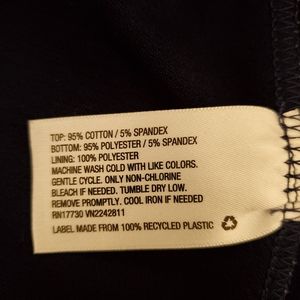 TOP: 95% COTTON / 5% SPANDEX
BOTTOM: 95% POLYESTER / 5% SPANDEX
LINING: 100% POLYESTER
MACHINE WASH COLD WITH LIKE COLORS.
GENTLE CYCLE. ONLY NON-CHLORINE
BLEACH IF NEEDED. TUMBLE DRY LOW.
REMOVE PROMPTLY. COOL IRON IF NEEDED
RN17730 VN2242811
LABEL MADE FROM 100% RECYCLED PLASTIC